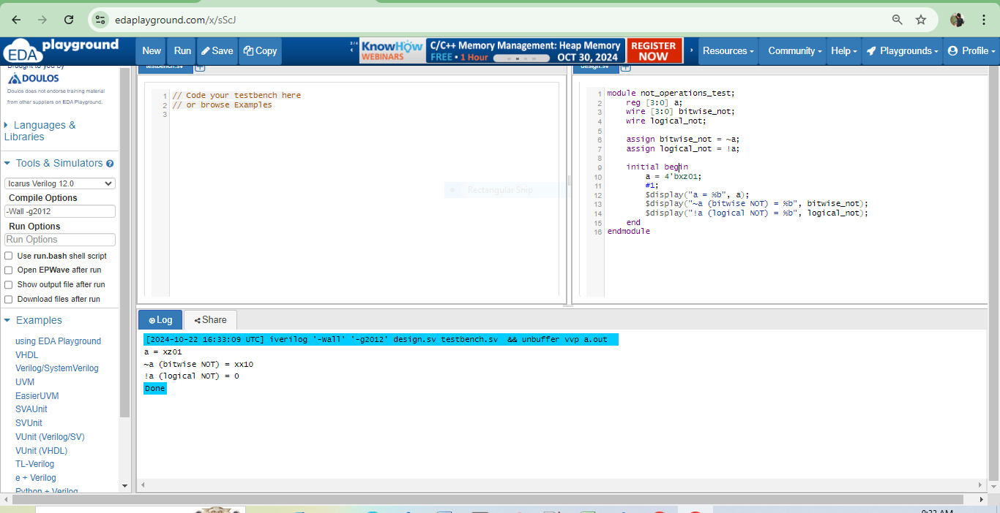 edaplayground.com/x/sScJ
EDA playground
New
Run
Save
Copy
3 / 4
KnowHow WEBINARS
C/C++ Memory Management: Heap Memory
FREE • 1 Hour
OCT 30, 2024
REGISTER NOW
Resources
Community
Help
Playgrounds
Profile
Brought to you by
DOULOS
Doulos does not endorse training material
from other suppliers on EDA Playground.
Languages &
Libraries
Tools & Simulators
Icarus Verilog 12.0
Compile Options
-Wall -g2012
Run Options
Run Options
Use run.bash shell script
Open EPWave after run
Show output file after run
Download files after run
Examples
using EDA Playground
VHDL
Verilog/SystemVerilog
UVM
EasierUVM
SVAUnit
SVUnit
VUnit (Verilog/SV)
VUnit (VHDL)
TL-Verilog
e + Verilog
Python + Verilog
testbench.sv
1 // Code your testbench here
2 // or browse Examples
3
Rectangular Snip
design.sv
1 module not_operations_test;
2     reg [3:0] a;
3     wire [3:0] bitwise_not;
4     wire logical_not;
5
6     assign bitwise_not = ~a;
7     assign logical_not = !a;
8
9     initial begin
10         a = 4'bxz01;
11         #1;
12         $display("a = %b", a);
13         $display("~a (bitwise NOT) = %b", bitwise_not);
14         $display("!a (logical NOT) = %b", logical_not);
15     end
16 endmodule
Log
Share
[2024-10-22 16:33:09 UTC] iverilog '-Wall' '-g2012' design.sv testbench.sv  && unbuffer vvp a.out
a = xz01
~a (bitwise NOT) = xx10
!a (logical NOT) = 0
Done